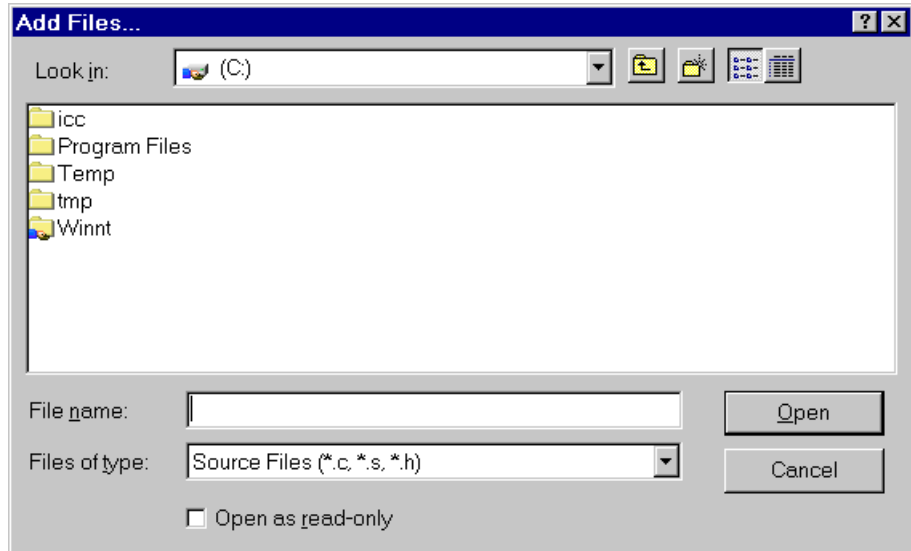 Add Files...
Look in:
(C:)
icc
Program Files
Temp
tmp
Winnt
File name:
Open
Files of type:
Source Files (*.c, *.s, *.h)
Cancel
Open as read-only